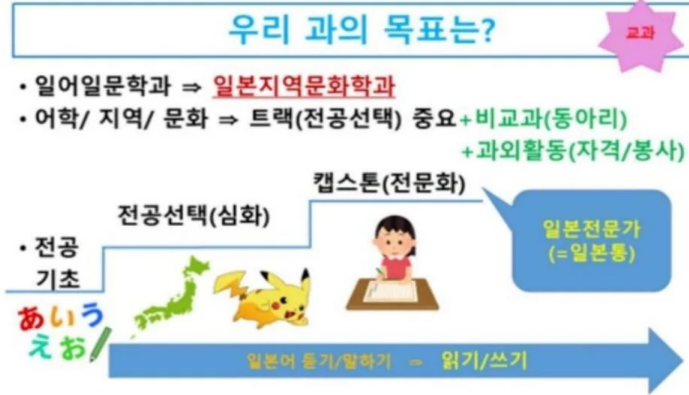 우리 과의 목표는?
교과
• 일어일문학과 ⇒ 일본지역문화학과
• 어학/ 지역/ 문화 ⇒ 트랙(전공선택) 중요+비교과(동아리)
+과외활동(자격/봉사)
캡스톤(전문화)
전공선택(심화)
• 전공
기초
일본전문가
(=일본통)
あいう
えお
일본어 듣기/말하기 ⇒ 읽기/쓰기